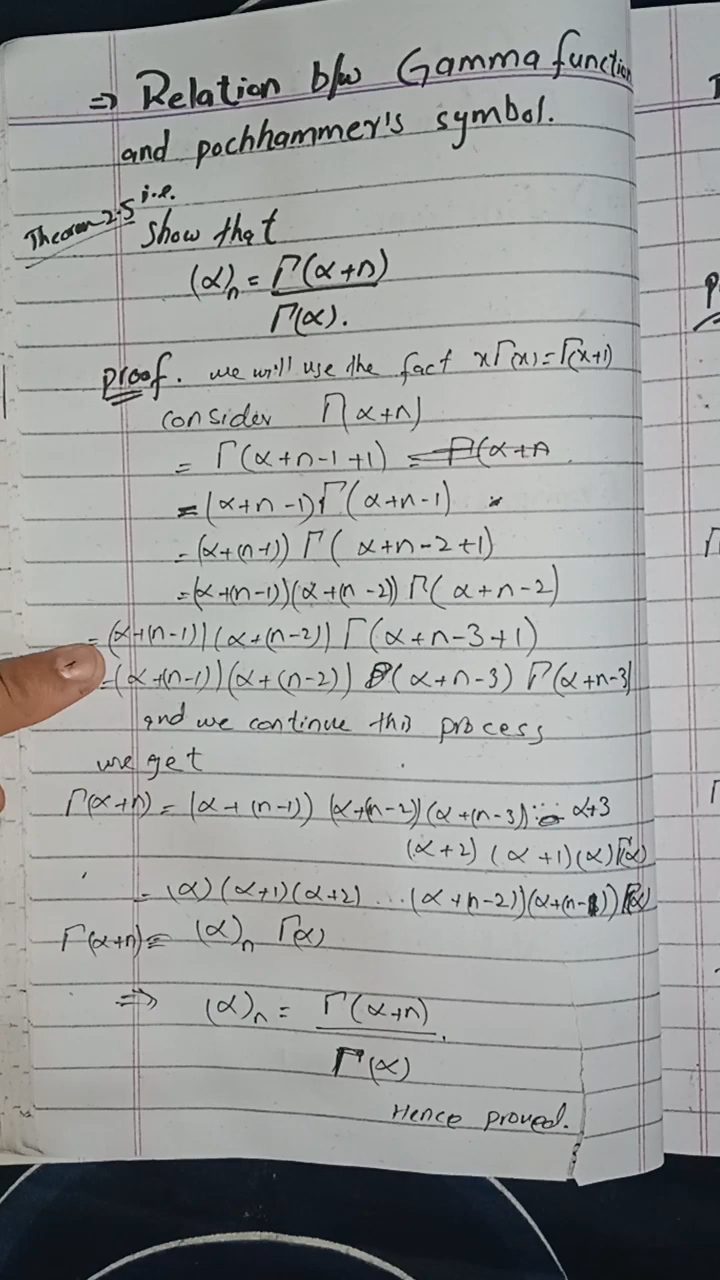 ⇒ Relation b/w Gamma function
and pochhammer's symbol.
i.e.
Theorem 2.5
Show that
(α)ₙ = Γ(α+n)
Γ(α).
Proof. we will use the fact xΓ(x)=Γ(x+1)
consider Γ(α+n)
= Γ(α+n-1+1) = Γ(α+n
= (α+n-1)Γ(α+n-1)
= (α+(n-1)) Γ(α+n-2+1)
= (α+(n-1))(α+(n-2)) Γ(α+n-2)
= (α+(n-1))(α+(n-2)) Γ(α+n-3+1)
= (α+(n-1))(α+(n-2)) (α+n-3) Γ(α+n-3)
and we continue this process
we get
Γ(α+n) = (α+(n-1)) (α+(n-2)(α+(n-3)... α+3
(α+2) (α+1)(α)Γ(α)
= (α)(α+1)(α+2) ...(α+(n-2))(α+(n-1)) Γ(α)
Γ(α+n) = (α)ₙ Γ(α)
⇒ (α)ₙ = Γ(α+n).
Γ(α)
Hence proved.